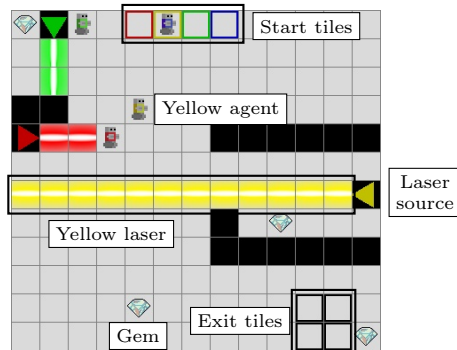 Start tiles
Yellow agent
Laser
source
Yellow laser
Exit tiles
Gem